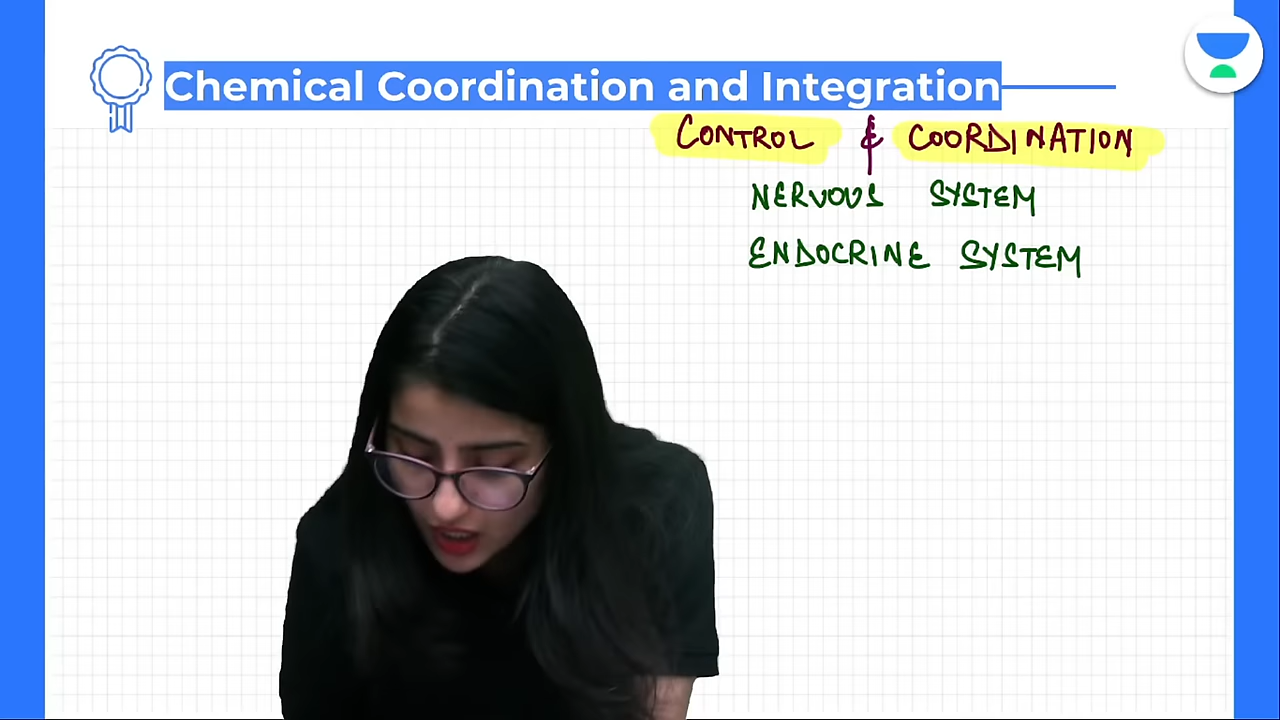 Chemical Coordination and Integration
CONTROL & COORDINATION
NERVOUS SYSTEM
ENDOCRINE SYSTEM